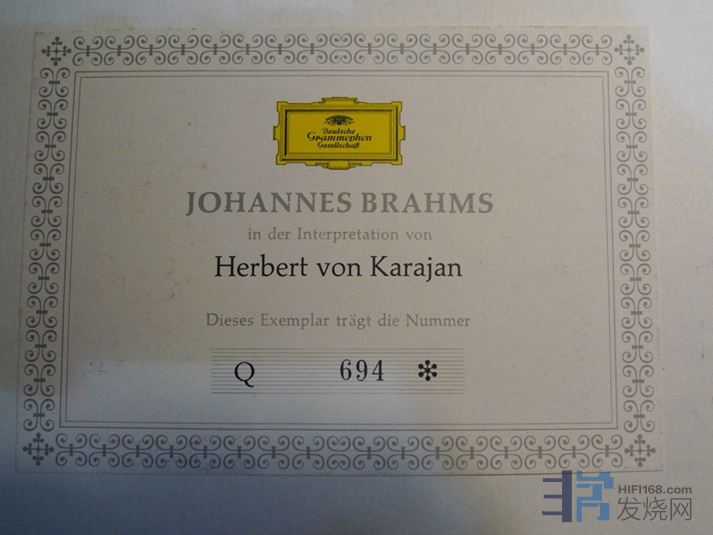 Deutsche
Grammophon
Gesellschaft
JOHANNES BRAHMS
in der Interpretation von
Herbert von Karajan
Dieses Exemplar trägt die Nummer
Q 694 *
HIFI168.com
发烧网